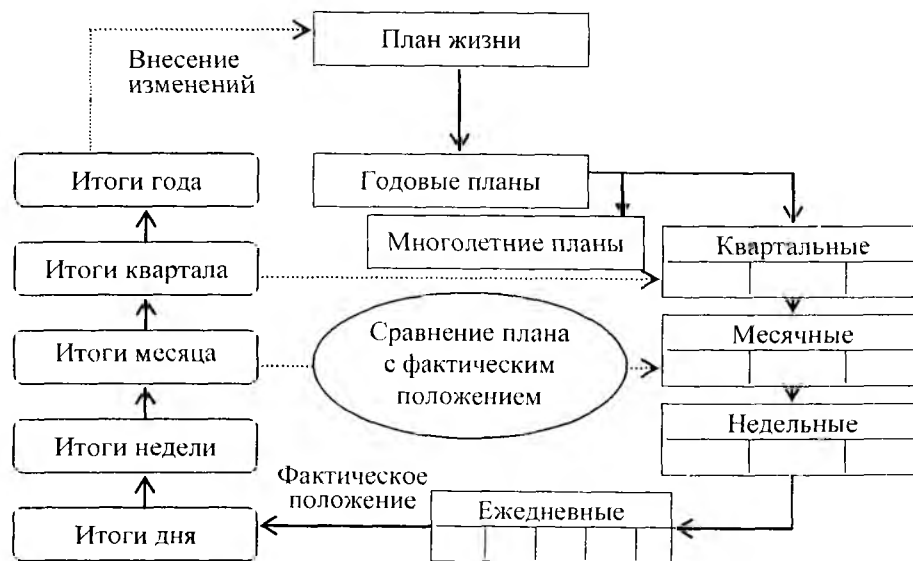 План жизни
Внесение
изменений
Итоги года
Годовые планы
Многолетние планы
Квартальные
Итоги квартала
Итоги месяца
Сравнение плана
с фактическим
положением
Месячные
Недельные
Итоги недели
Фактическое
положение
Ежедневные
Итоги дня